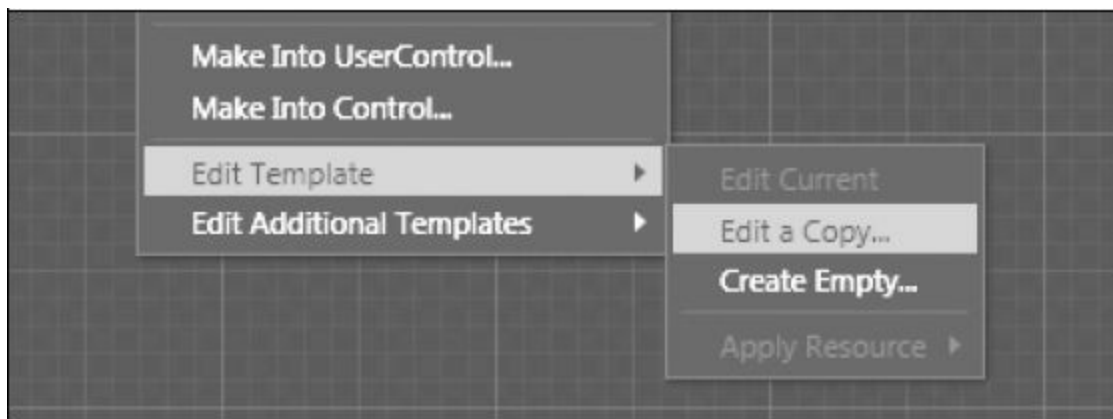 Make Into UserControl...
Make Into Control...
Edit Template
Edit Additional Templates
Edit Current
Edit a Copy...
Create Empty...
Apply Resource